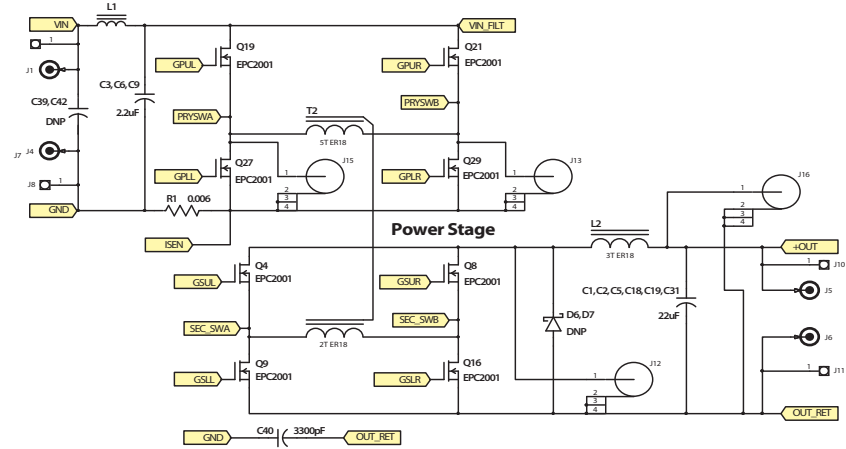 L1
VIN
VIN_FILT
1
J1
Q19
EPC2001
GPUL
Q21
EPC2001
GPUR
C3, C6, C9
2.2uF
C39, C42
DNP
PRYSWA
PRYSWB
T2
5T ER18
J7
J4
J8
1
GND
R1 0.006
GPLL
Q27
EPC2001
1
2
3
4
J15
GPLR
Q29
EPC2001
1
2
3
4
J13
1
2
3
4
J16
ISEN
Power Stage
L2
3T ER18
+OUT
1
J10
J5
GSUL
Q4
EPC2001
GSUR
Q8
EPC2001
C1, C2, C5, C18, C19, C31
22uF
SEC_SWA
SEC_SWB
2T ER18
D6, D7
DNP
J6
1
J11
GSLL
Q9
EPC2001
GSLR
Q16
EPC2001
1
2
3
4
J12
OUT_RET
GND
C40 3300pF
OUT_RET